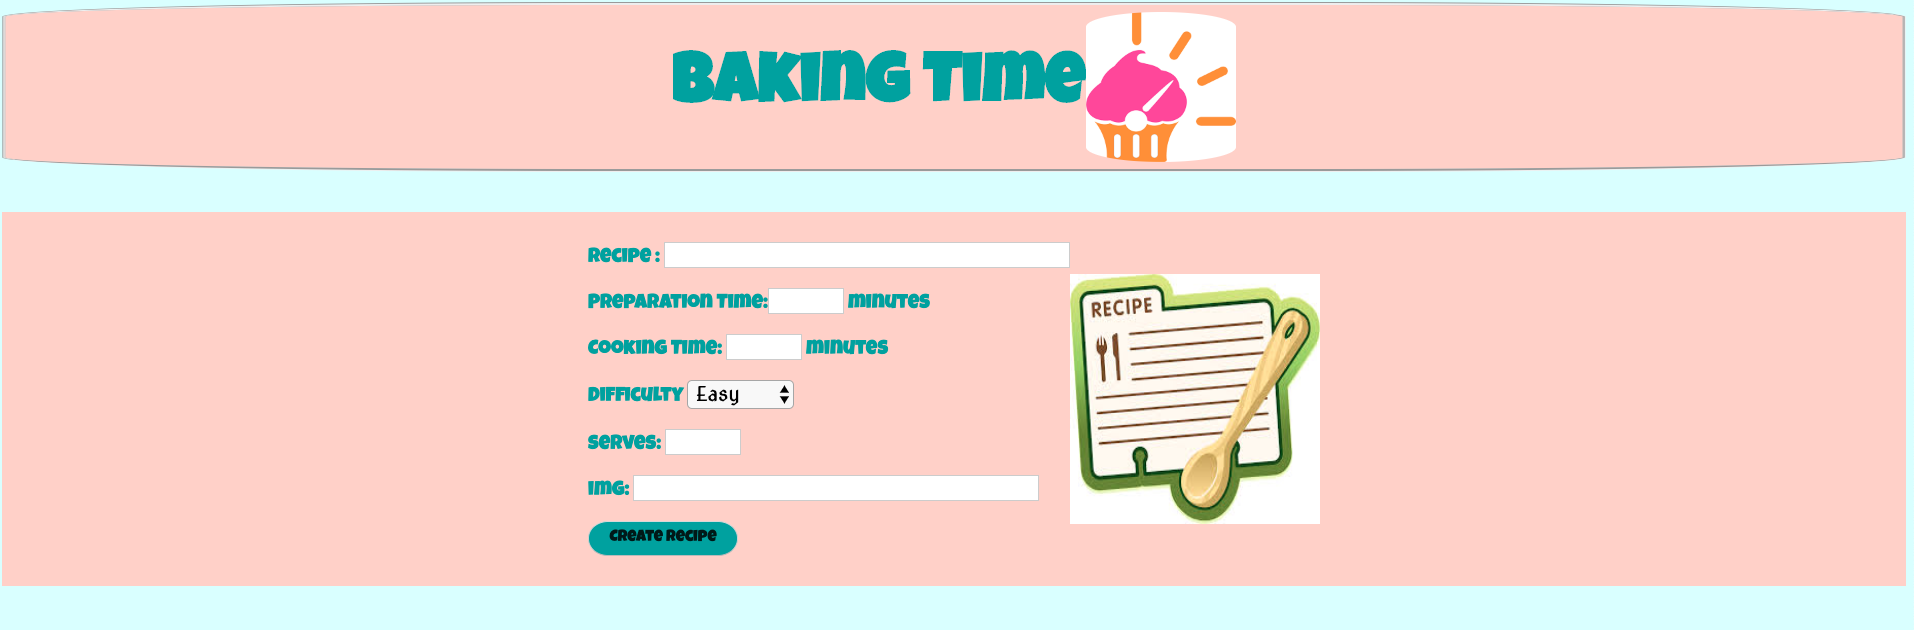 BAKING TIME
RECIPE :
PREPARATION TIME: MINUTES
COOKING TIME: MINUTES
DIFFICULTY Easy
SERVES:
IMG:
CREATE RECIPE
RECIPE